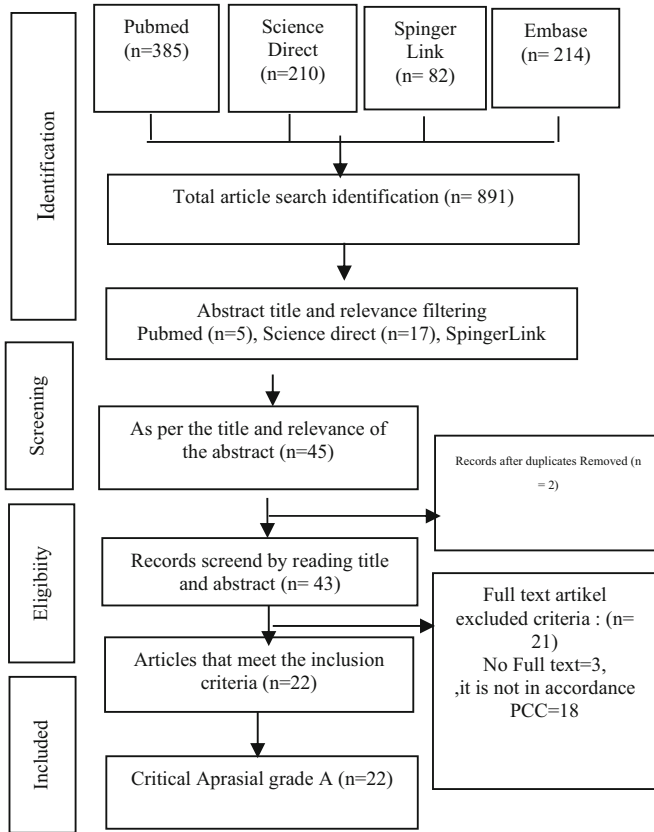 Identification
Pubmed
(n=385)
Science
Direct
(n=210)
Spinger
Link
(n= 82)
Embase
(n= 214)
Total article search identification (n= 891)
Abstract title and relevance filtering
Pubmed (n=5), Science direct (n=17), SpingerLink
Screening
As per the title and relevance of
the abstract (n=45)
Records after duplicates Removed (n
= 2)
Eligibiity
Records screend by reading title
and abstract (n= 43)
Full text artikel
excluded criteria : (n=
21)
No Full text=3,
,it is not in accordance
PCC=18
Articles that meet the inclusion
criteria (n=22)
Included
Critical Aprasial grade A (n=22)